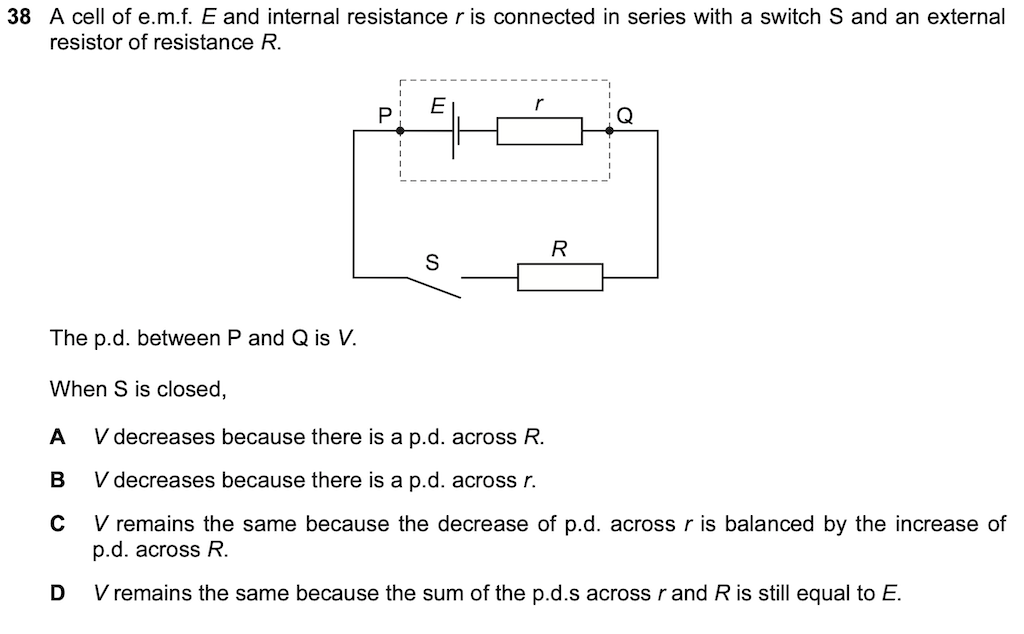 38 A cell of e.m.f. E and internal resistance r is connected in series with a switch S and an external
resistor of resistance R.
P E r Q
S R
The p.d. between P and Q is V.
When S is closed,
A V decreases because there is a p.d. across R.
B V decreases because there is a p.d. across r.
C V remains the same because the decrease of p.d. across r is balanced by the increase of
p.d. across R.
D V remains the same because the sum of the p.d.s across r and R is still equal to E.